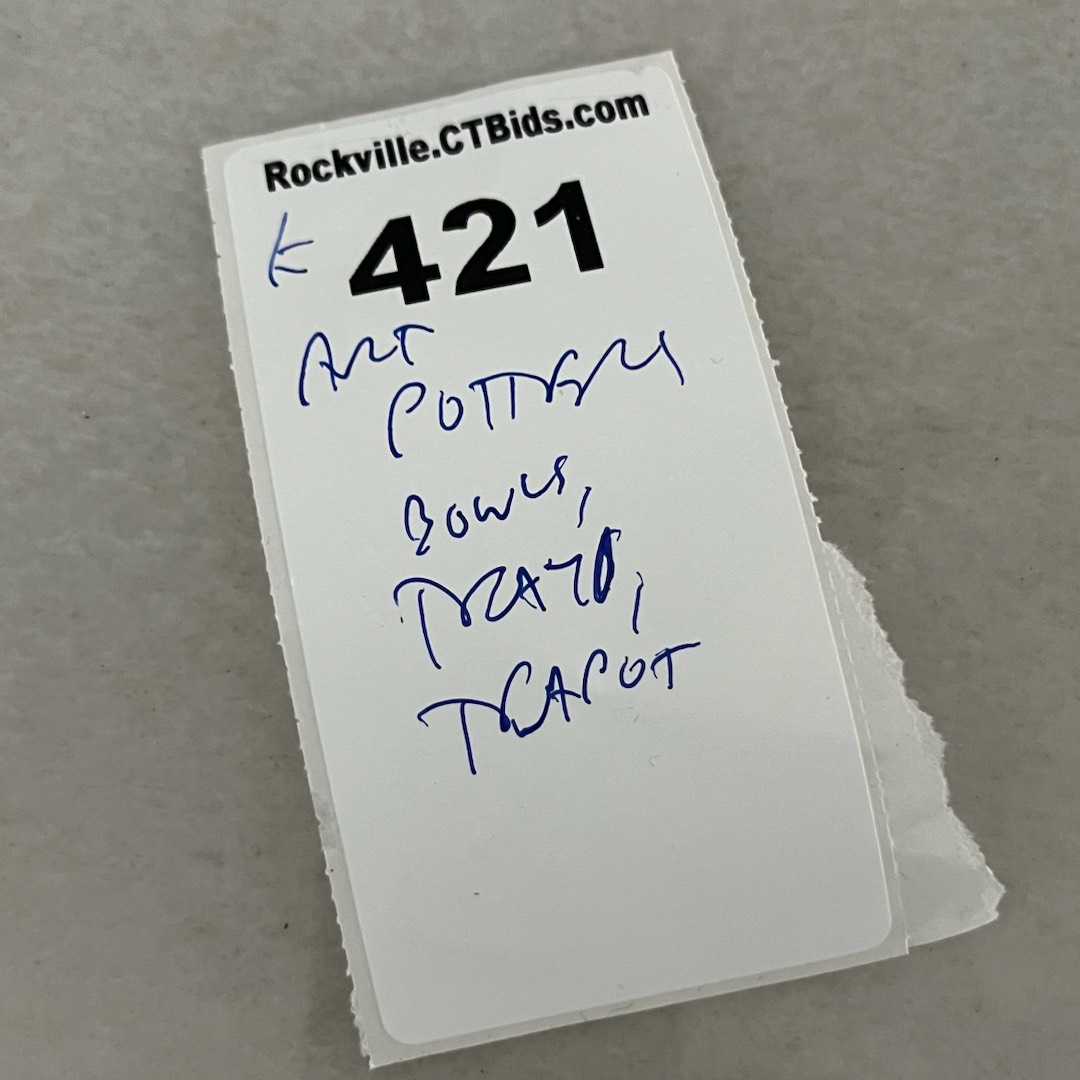 Rockville.CTBids.com
K 421
ART
POTTERY
BOWLS,
TRAYS,
TEAPOT